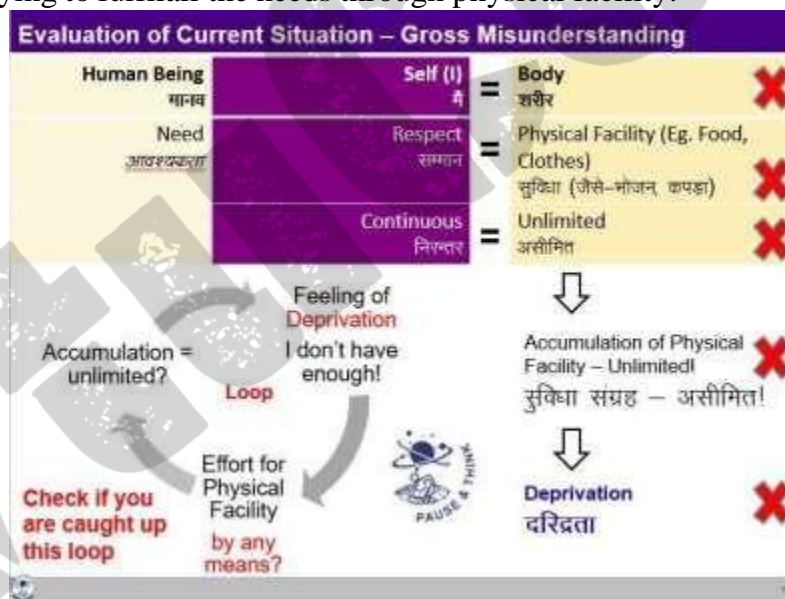 Evaluation of Current Situation – Gross Misunderstanding
Human Being
मानव
Self (I)
मैं
=
Body
शरीर
Need
आवश्यकता
Respect
सम्मान
=
Physical Facility (Eg. Food,
Clothes)
सुविधा (जैसे–भोजन, कपड़ा)
Continuous
निरन्तर
=
Unlimited
असीमित
Feeling of
Deprivation
I don't have
enough!
Accumulation =
unlimited?
Loop
Effort for
Physical
Facility
by any
means?
Check if you
are caught up
this loop
PAUSE & THINK
Accumulation of Physical
Facility – Unlimited!
सुविधा संग्रह – असीमित!
Deprivation
दरिद्रता